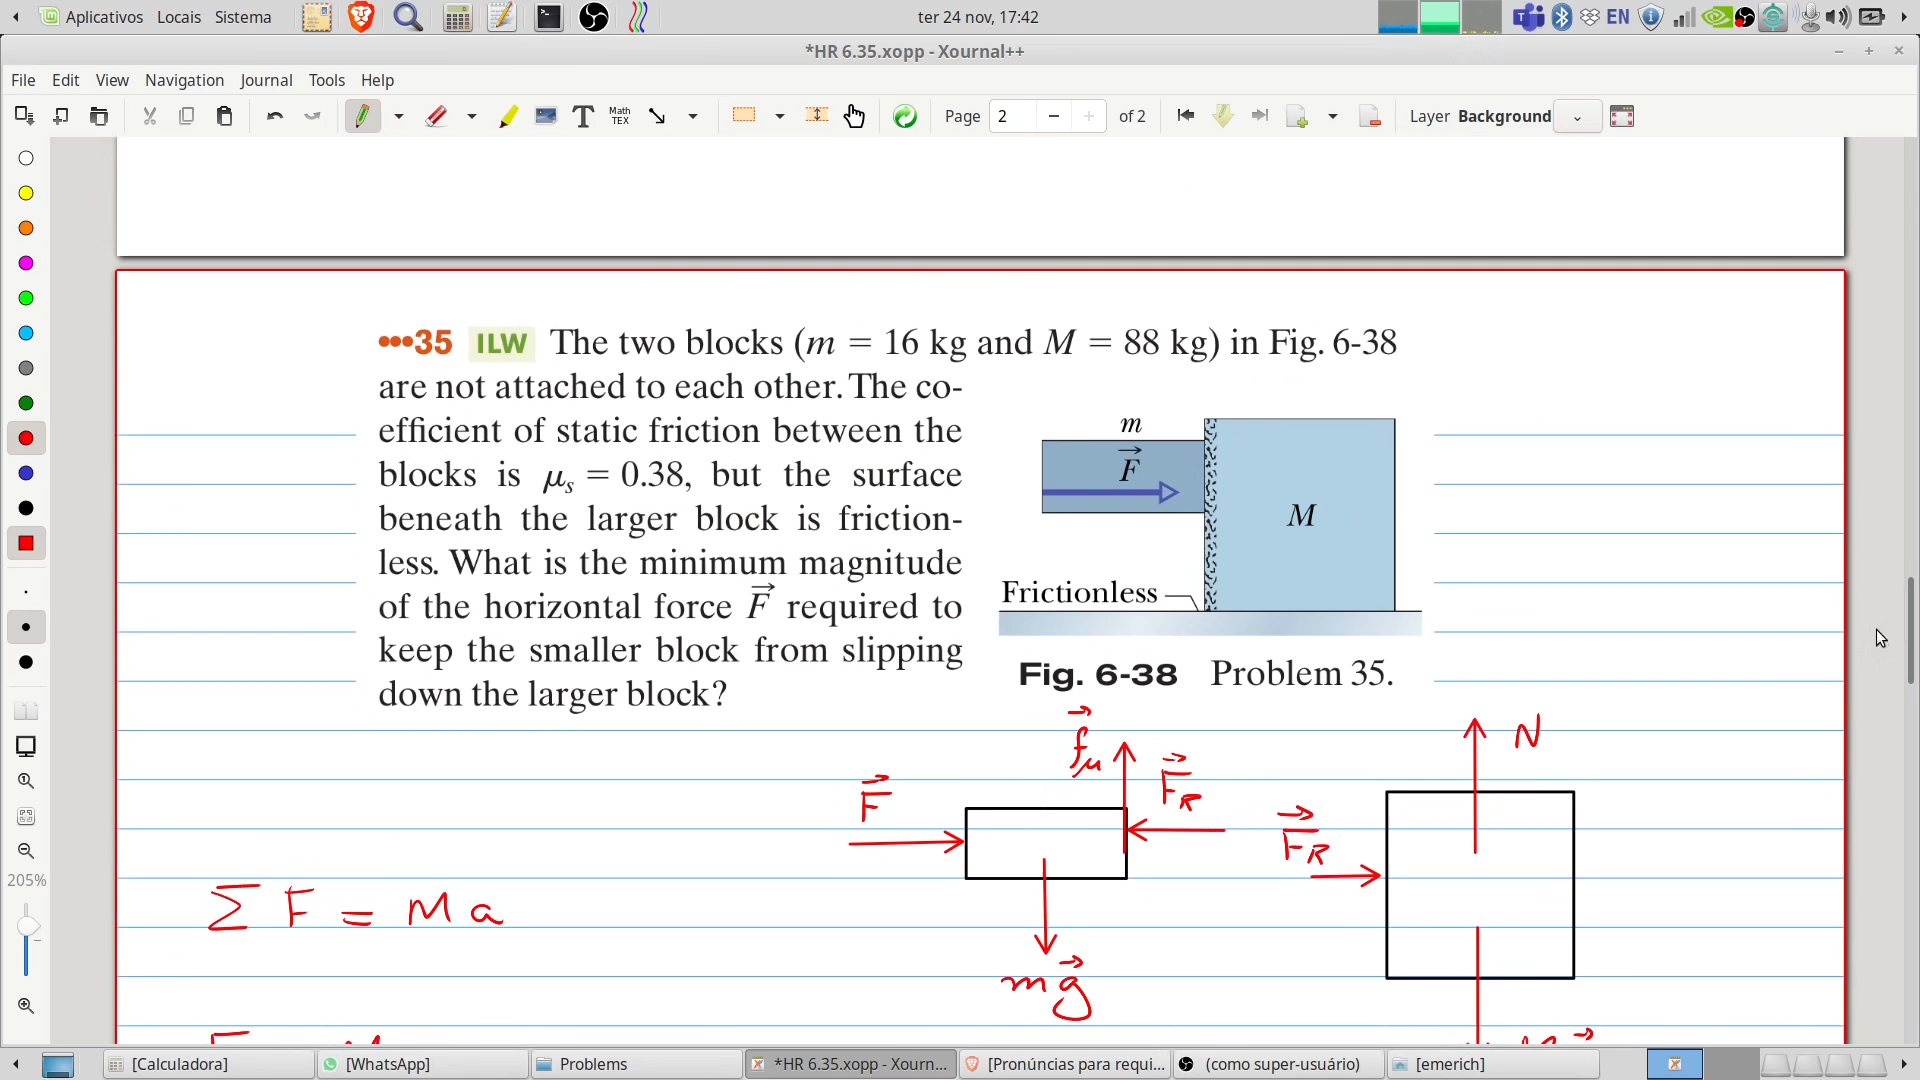 Aplicativos Locais Sistema
ter 24 nov, 17:42
EN
*HR 6.35.xopp - Xournal++
File Edit View Navigation Journal Tools Help
Math TEX
Page 2 of 2
Layer Background
•••35 ILW The two blocks (m = 16 kg and M = 88 kg) in Fig. 6-38
are not attached to each other. The co-
efficient of static friction between the
blocks is μs = 0.38, but the surface
beneath the larger block is friction-
less. What is the minimum magnitude
of the horizontal force F⃗ required to
keep the smaller block from slipping
down the larger block?
m
F⃗
M
Frictionless
Fig. 6-38 Problem 35.
f⃗μ
N
F⃗
F⃗R
F⃗R
Σ F = M a
mg⃗
205%
[Calculadora] [WhatsApp] Problems *HR 6.35.xopp - Xourn... [Pronúncias para requi... (como super-usuário) [emerich]